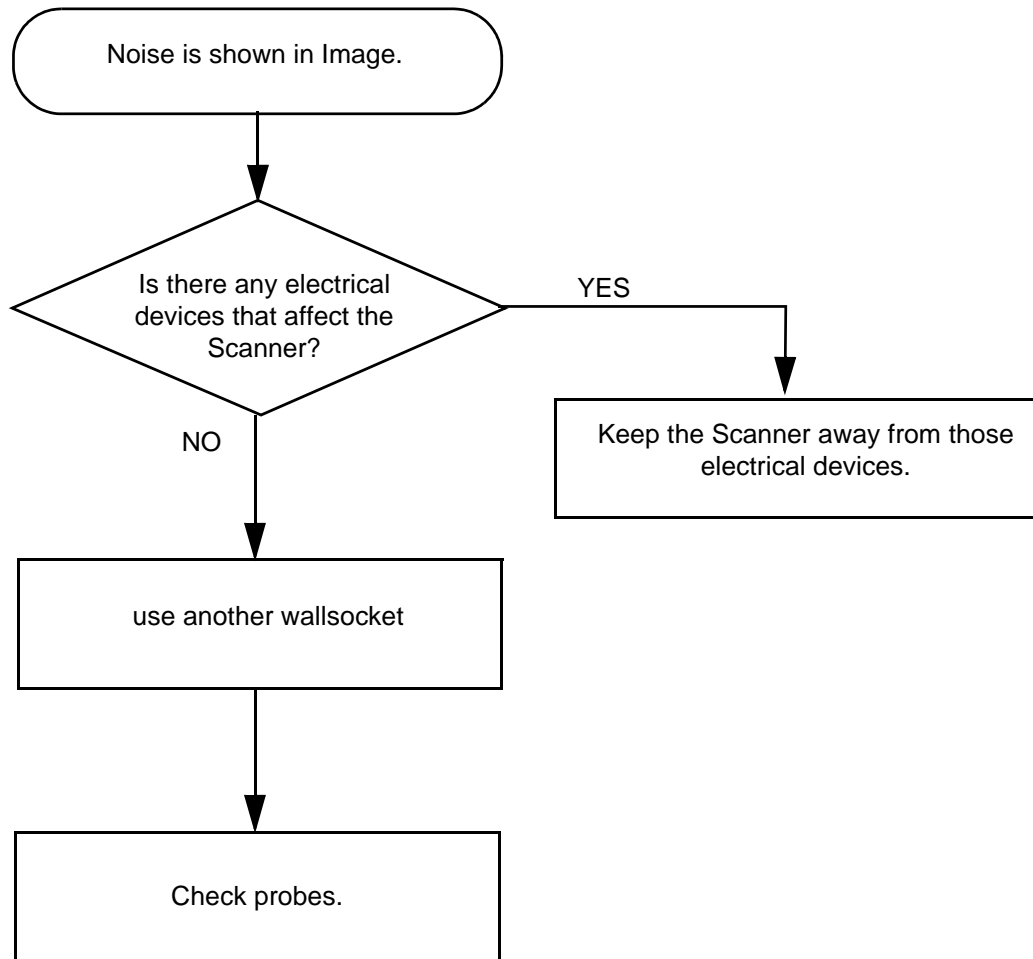 Noise is shown in Image.
Is there any electrical
devices that affect the
Scanner?
YES
Keep the Scanner away from those
electrical devices.
NO
use another wallsocket
Check probes.